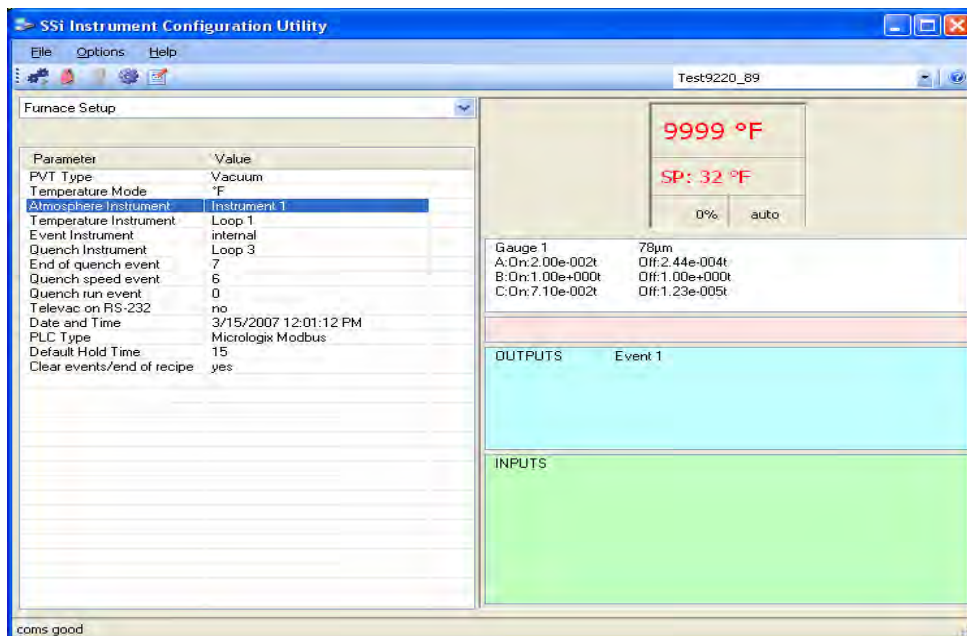 SSi Instrument Configuration Utility
File Options Help
Test9220_89
Furnace Setup
Parameter Value
PVT Type Vacuum
Temperature Mode °F
Atmosphere Instrument Instrument 1
Temperature Instrument Loop 1
Event Instrument internal
Quench Instrument Loop 3
End of quench event 7
Quench speed event 6
Quench run event 0
Televac on RS-232 no
Date and Time 3/15/2007 12:01:12 PM
PLC Type Micrologix Modbus
Default Hold Time 15
Clear events/end of recipe yes
9999 °F
SP: 32 °F
0% auto
Gauge 1 78µm
A:On:2.00e-002t Off:2.44e-004t
B:On:1.00e+000t Off:1.00e+000t
C:On:7.10e-002t Off:1.23e-005t
OUTPUTS Event 1
INPUTS
coms good